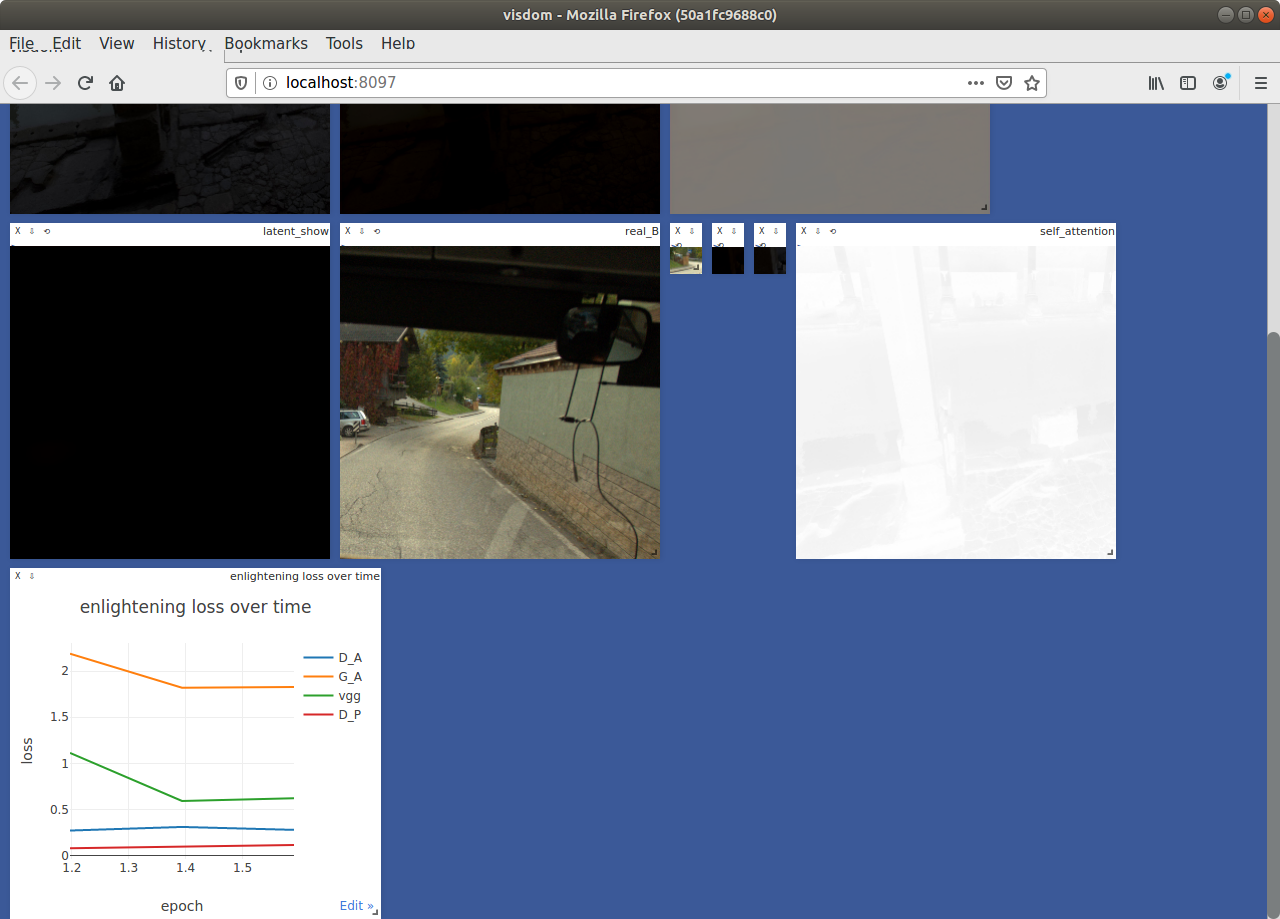 visdom - Mozilla Firefox (50a1fc9688c0)
File Edit View History Bookmarks Tools Help
localhost:8097
X latent_show
X real_B
X
X
X
X self_attention
X enlightening loss over time
enlightening loss over time
D_A
G_A
vgg
D_P
2
1.5
1
0.5
0
loss
1.2 1.3 1.4 1.5
epoch
Edit »